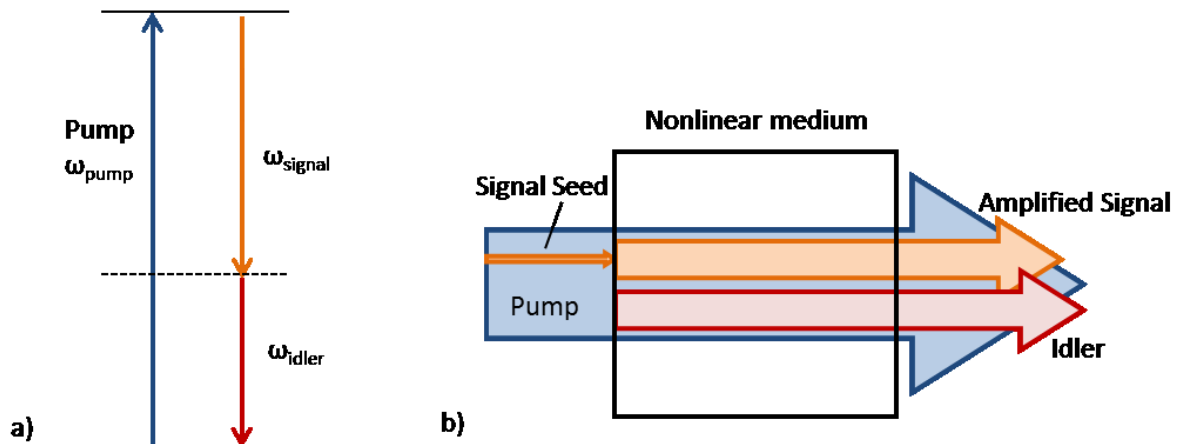 Pump
ωpump
ωsignal
ωidler
a)
Nonlinear medium
Signal Seed
Amplified Signal
Pump
Idler
b)